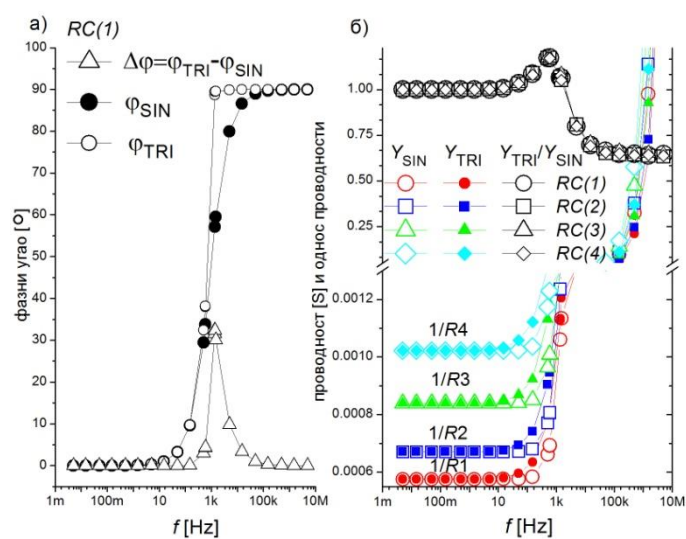 а)
RC(1)
Δφ=φTRI-φSIN
φSIN
φTRI
фазни угао [О]
100
90
80
70
60
50
40
30
20
10
0
1m 100m 10 1k 100k 10M
f [Hz]
б)
проводност [S] и однос проводности
1.00
0.75
0.50
0.25
0.0012
0.0010
0.0008
0.0006
YSIN YTRI YTRI/YSIN
RC(1)
RC(2)
RC(3)
RC(4)
1/R4
1/R3
1/R2
1/R1
1m 100m 10 1k 100k 10M
f [Hz]